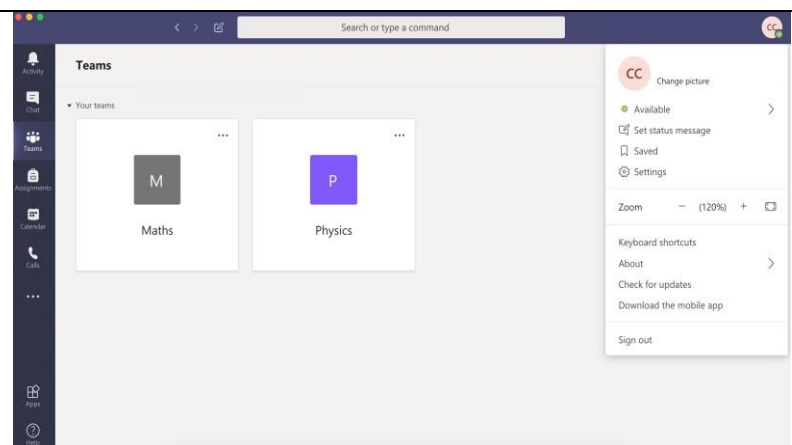 Search or type a command
CC
Activity
Chat
Teams
Assignments
Calendar
Calls
Apps
Help
Teams
Your teams
M
Maths
P
Physics
CC
Change picture
Available
Set status message
Saved
Settings
Zoom − (120%) +
Keyboard shortcuts
About
Check for updates
Download the mobile app
Sign out